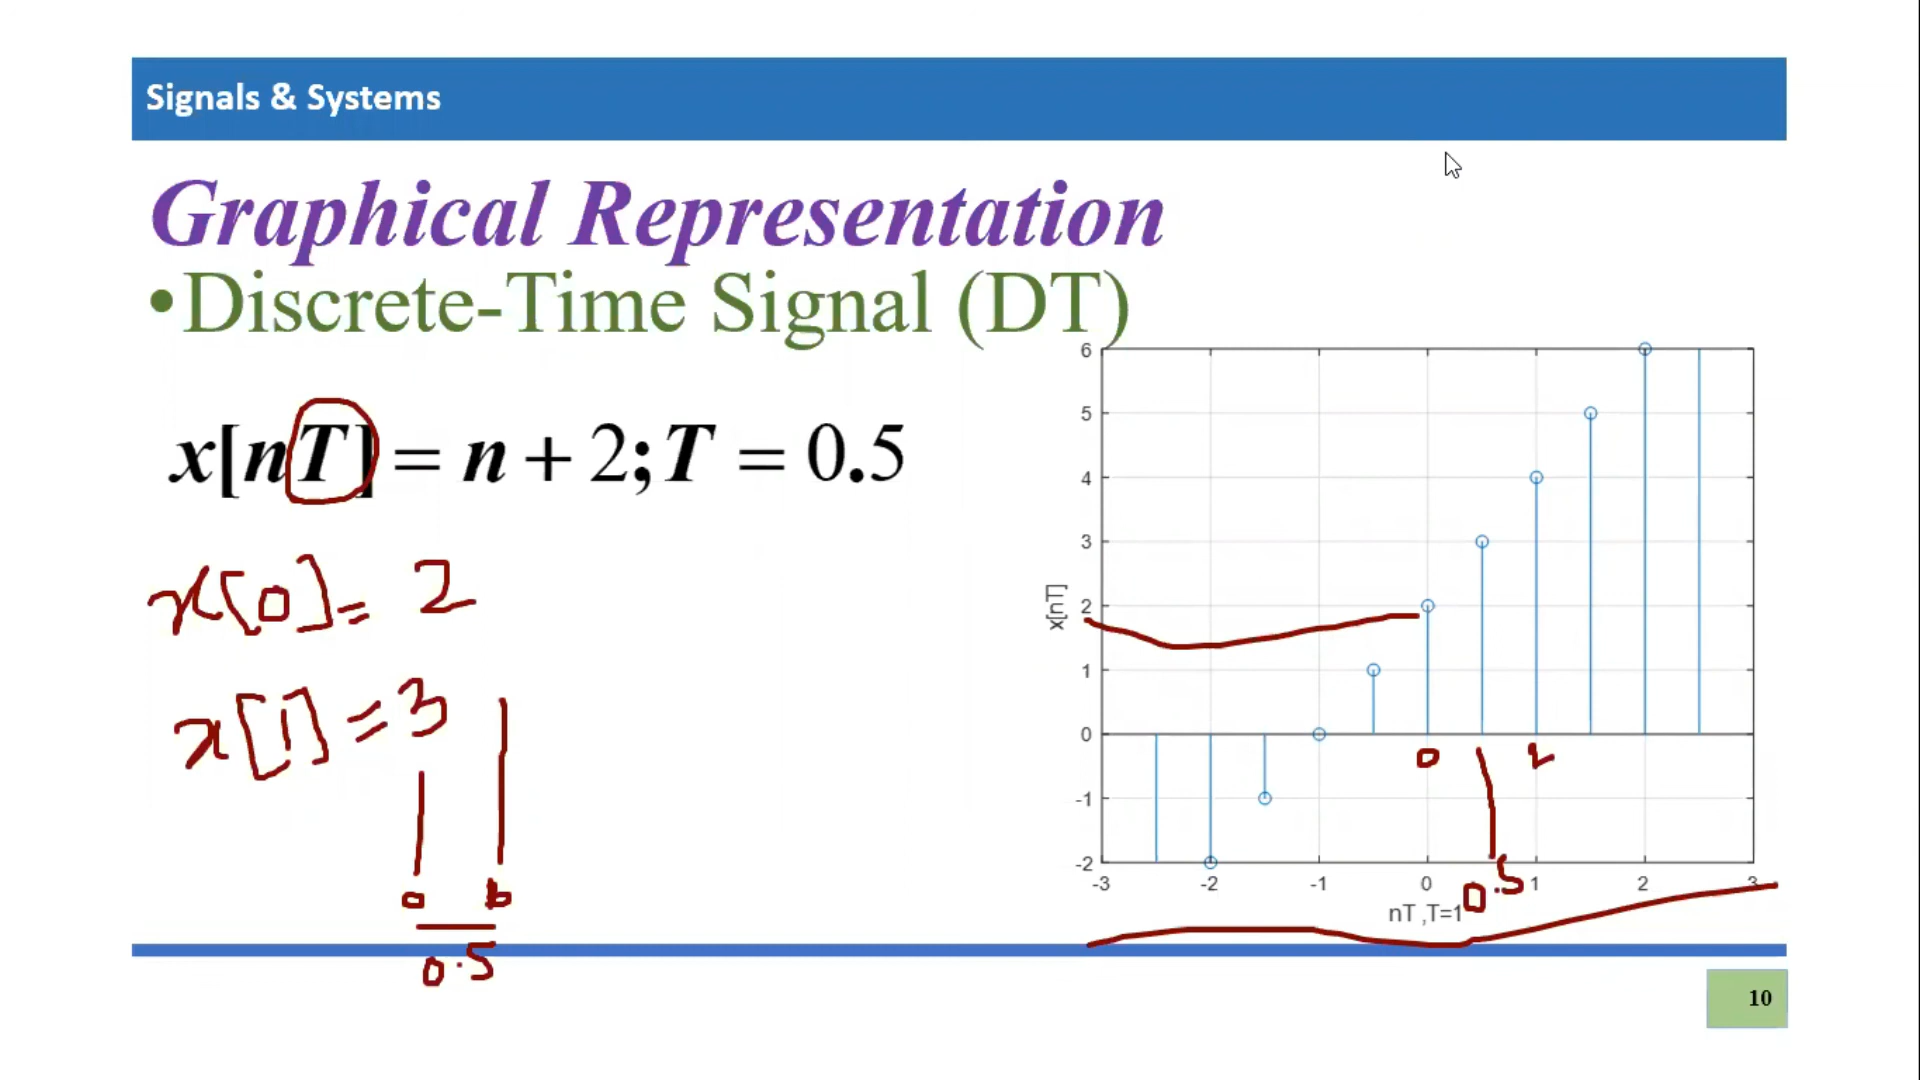 Signals & Systems
Graphical Representation
•Discrete-Time Signal (DT)
x[nT] = n + 2; T = 0.5
x[0] = 2
x[1] = 3
o b
0.5
6
5
4
3
2
1
0
-1
-2
x[nT]
0 2
0.5
-3 -2 -1 0 1 2 3
nT ,T=1
10